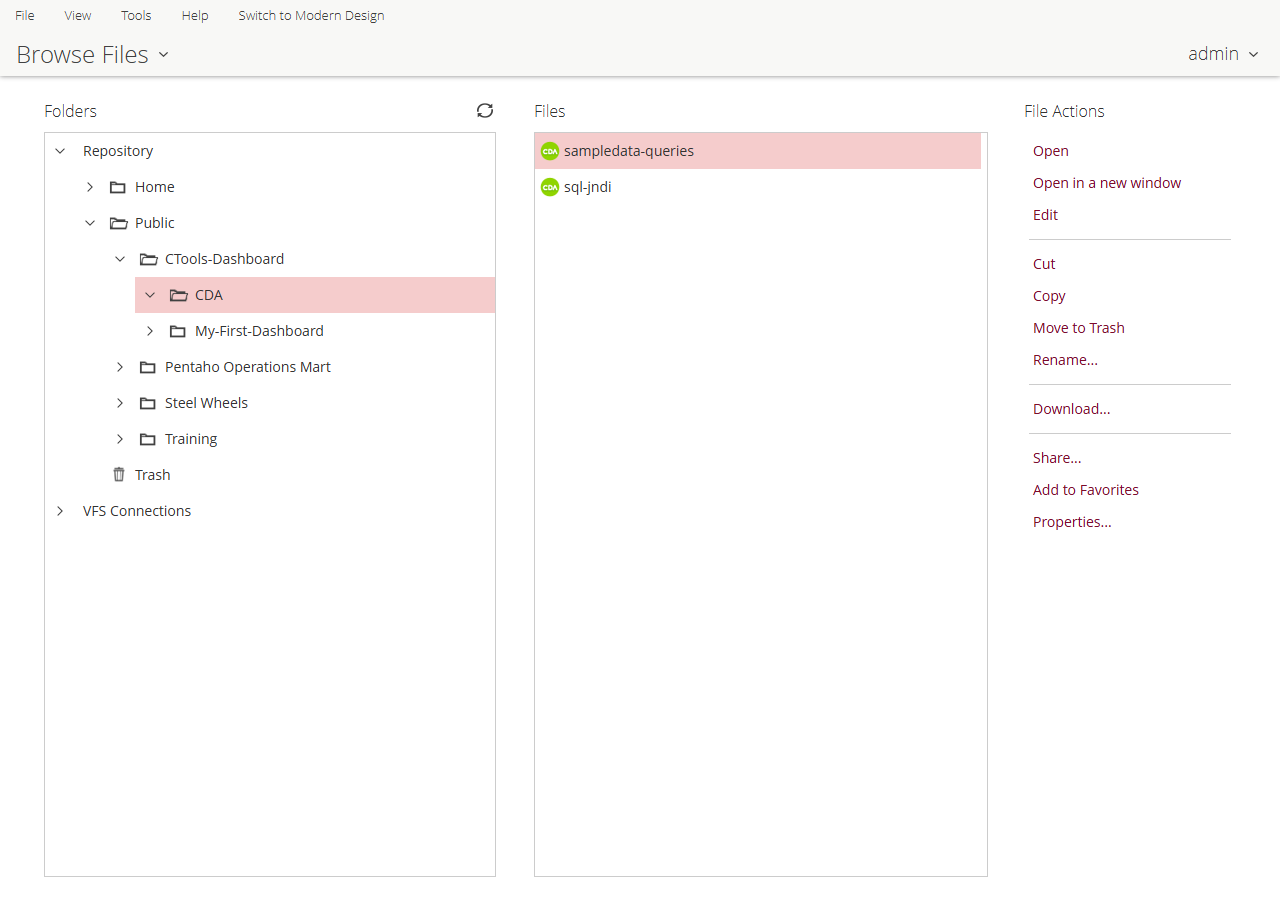 File View Tools Help Switch to Modern Design
Browse Files
admin
Folders
Repository
Home
Public
CTools-Dashboard
CDA
My-First-Dashboard
Pentaho Operations Mart
Steel Wheels
Training
Trash
VFS Connections
Files
CDA sampledata-queries
CDA sql-jndi
File Actions
Open
Open in a new window
Edit
Cut
Copy
Move to Trash
Rename...
Download...
Share...
Add to Favorites
Properties...